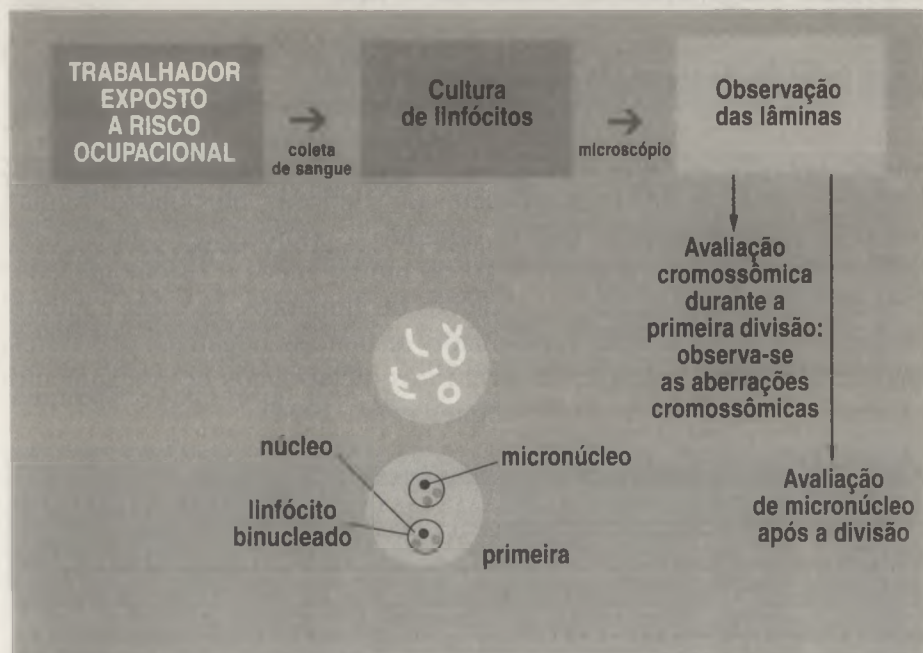 TRABALHADOR
EXPOSTO
A RISCO
OCUPACIONAL
coleta
de sangue
Cultura
de linfócitos
microscópio
Observação
das lâminas
Avaliação
cromossômica
durante a
primeira divisão:
observa-se
as aberrações
cromossômicas
núcleo
micronúcleo
linfócito
binucleado
primeira
Avaliação
de micronúcleo
após a divisão